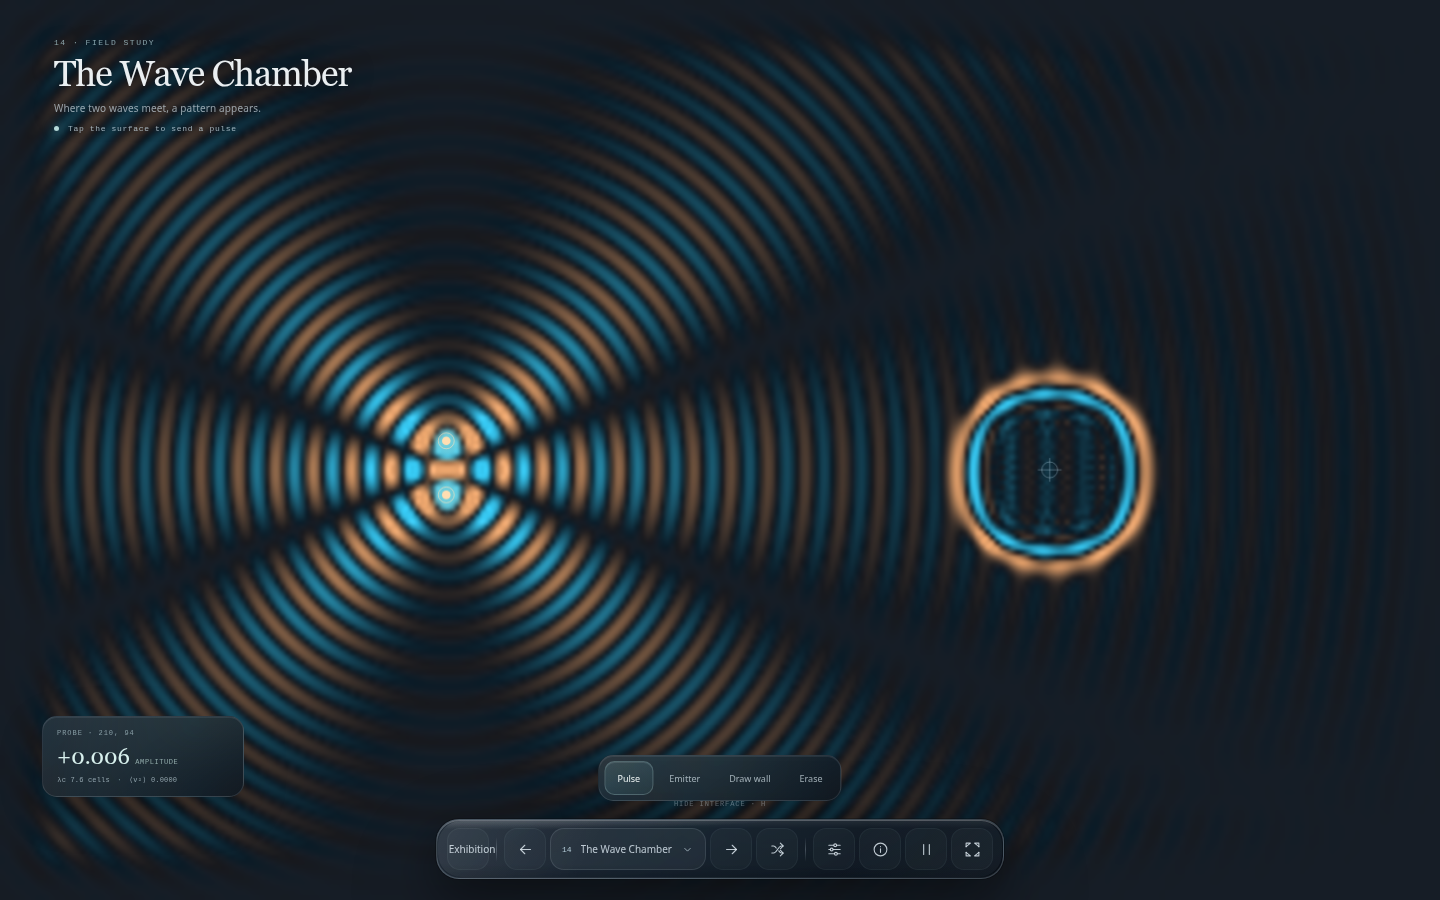 14 · FIELD STUDY
The Wave Chamber
Where two waves meet, a pattern appears.
Tap the surface to send a pulse
PROBE · 210, 94
+0.006 AMPLITUDE
λc 7.6 cells · ⟨v²⟩ 0.0000
Pulse Emitter Draw wall Erase
HIDE INTERFACE · H
Exhibition 14 The Wave Chamber